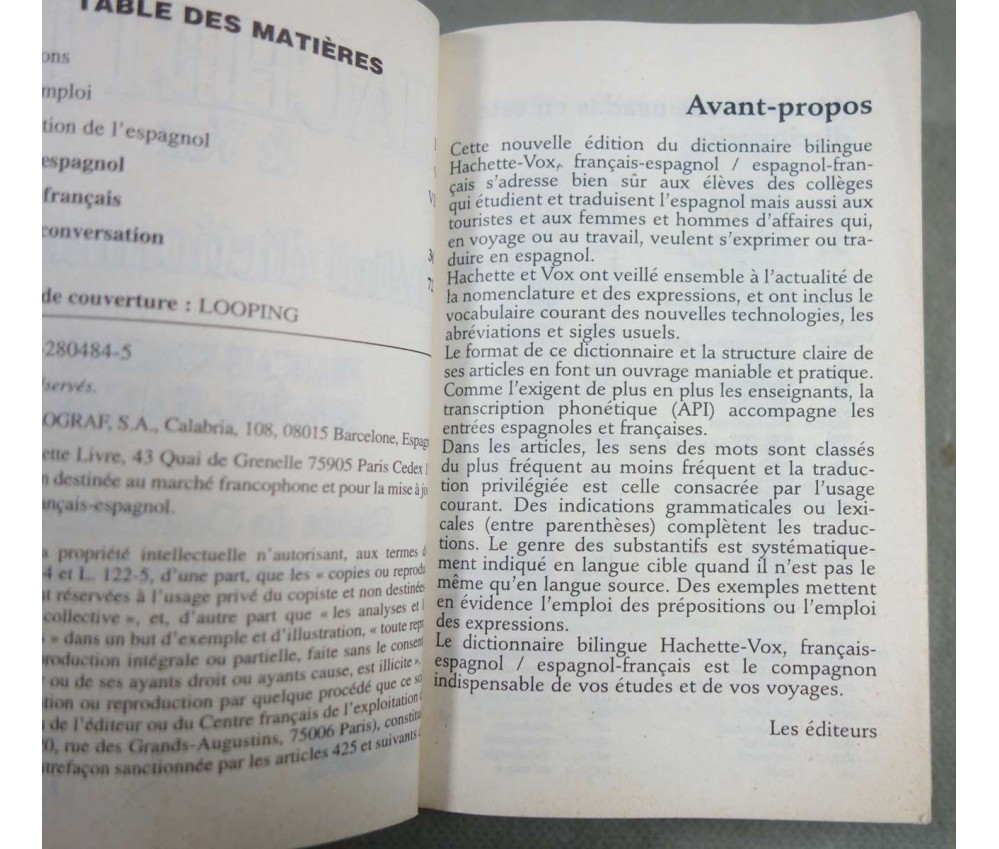 TABLE DES MATIÈRES
ons
mploi
tion de l'espagnol
espagnol
français
conversation
de couverture : LOOPING
-280484-5
servés.
OGRAF, S.A., Calabria, 108, 08015 Barcelone, Espagn
ette Livre, 43 Quai de Grenelle 75905 Paris Cedex 1
n destinée au marché francophone et pour la mise à jo
nçais-espagnol.
a propriété intellectuelle n'autorisant, aux termes d
4 et L. 122-5, d'une part, que les « copies ou reprodu
nt réservées à l'usage privé du copiste et non destinées
collective », et, d'autre part que « les analyses et l
s » dans un but d'exemple et d'illustration, « toute repr
roduction intégrale ou partielle, faite sans le consent
r ou de ses ayants droit ou ayants cause, est illicite ».
tion ou reproduction par quelque procédé que ce so
n de l'éditeur ou du Centre français de l'exploitation c
20, rue des Grands-Augustins, 75006 Paris), constitu
ntrefaçon sanctionnée par les articles 425 et suivants d
Avant-propos
Cette nouvelle édition du dictionnaire bilingue
Hachette-Vox, français-espagnol / espagnol-fran-
çais s'adresse bien sûr aux élèves des collèges
qui étudient et traduisent l'espagnol mais aussi aux
touristes et aux femmes et hommes d'affaires qui,
en voyage ou au travail, veulent s'exprimer ou tra-
duire en espagnol.
Hachette et Vox ont veillé ensemble à l'actualité de
la nomenclature et des expressions, et ont inclus le
vocabulaire courant des nouvelles technologies, les
abréviations et sigles usuels.
Le format de ce dictionnaire et la structure claire de
ses articles en font un ouvrage maniable et pratique.
Comme l'exigent de plus en plus les enseignants, la
transcription phonétique (API) accompagne les
entrées espagnoles et françaises.
Dans les articles, les sens des mots sont classés
du plus fréquent au moins fréquent et la traduc-
tion privilégiée est celle consacrée par l'usage
courant. Des indications grammaticales ou lexi-
cales (entre parenthèses) complètent les traduc-
tions. Le genre des substantifs est systématique-
ment indiqué en langue cible quand il n'est pas le
même qu'en langue source. Des exemples mettent
en évidence l'emploi des prépositions ou l'emploi
des expressions.
Le dictionnaire bilingue Hachette-Vox, français-
espagnol / espagnol-français est le compagnon
indispensable de vos études et de vos voyages.
Les éditeurs